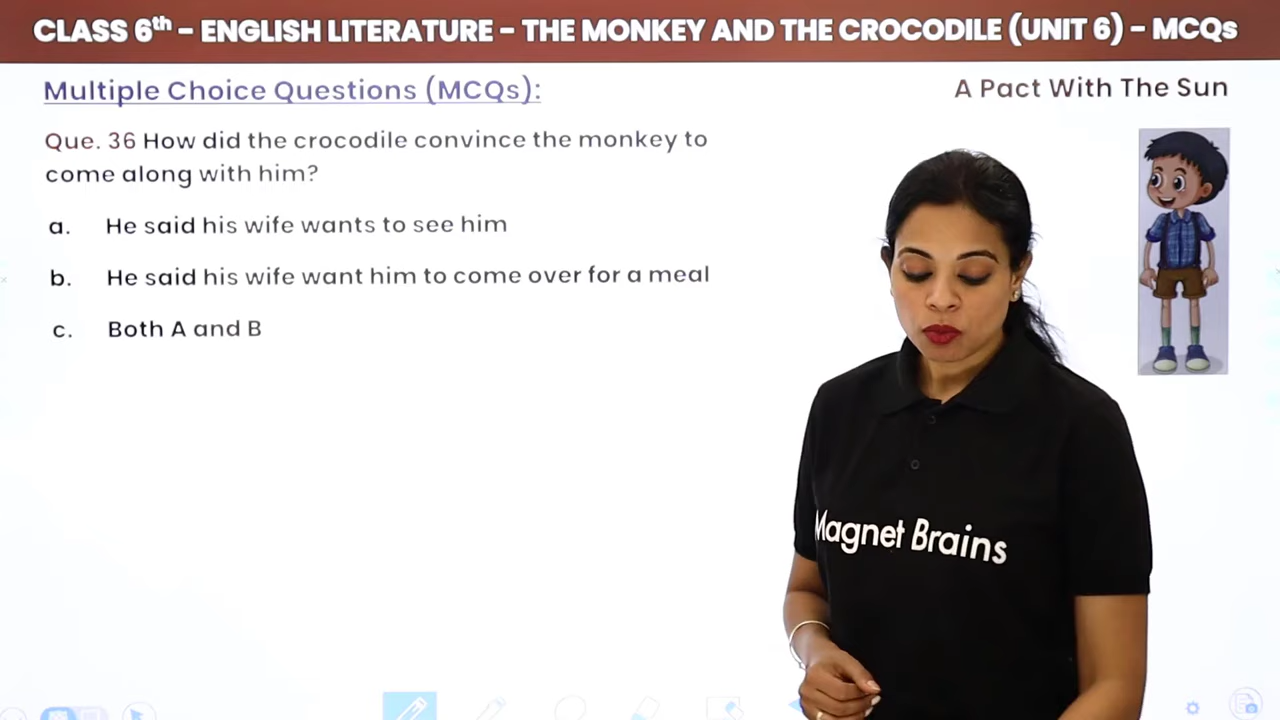 CLASS 6th – ENGLISH LITERATURE – THE MONKEY AND THE CROCODILE (UNIT 6) – MCQs
Multiple Choice Questions (MCQs):
A Pact With The Sun
Que. 36 How did the crocodile convince the monkey to
come along with him?
a. He said his wife wants to see him
b. He said his wife want him to come over for a meal
c. Both A and B
Magnet Brains